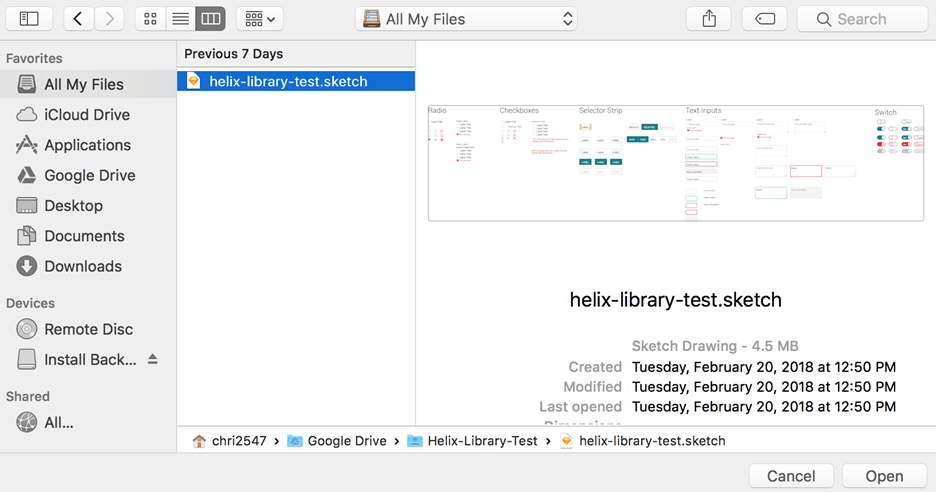 All My Files
Search
Favorites
All My Files
iCloud Drive
Applications
Google Drive
Desktop
Documents
Downloads
Devices
Remote Disc
Install Back...
Shared
All...
Previous 7 Days
helix-library-test.sketch
Radio
Checkboxes
Selector Strip
Text Inputs
Switch
helix-library-test.sketch
Sketch Drawing - 4.5 MB
Created Tuesday, February 20, 2018 at 12:50 PM
Modified Tuesday, February 20, 2018 at 12:50 PM
Last opened Tuesday, February 20, 2018 at 12:50 PM
chri2547 › Google Drive › Helix-Library-Test › helix-library-test.sketch
Cancel
Open